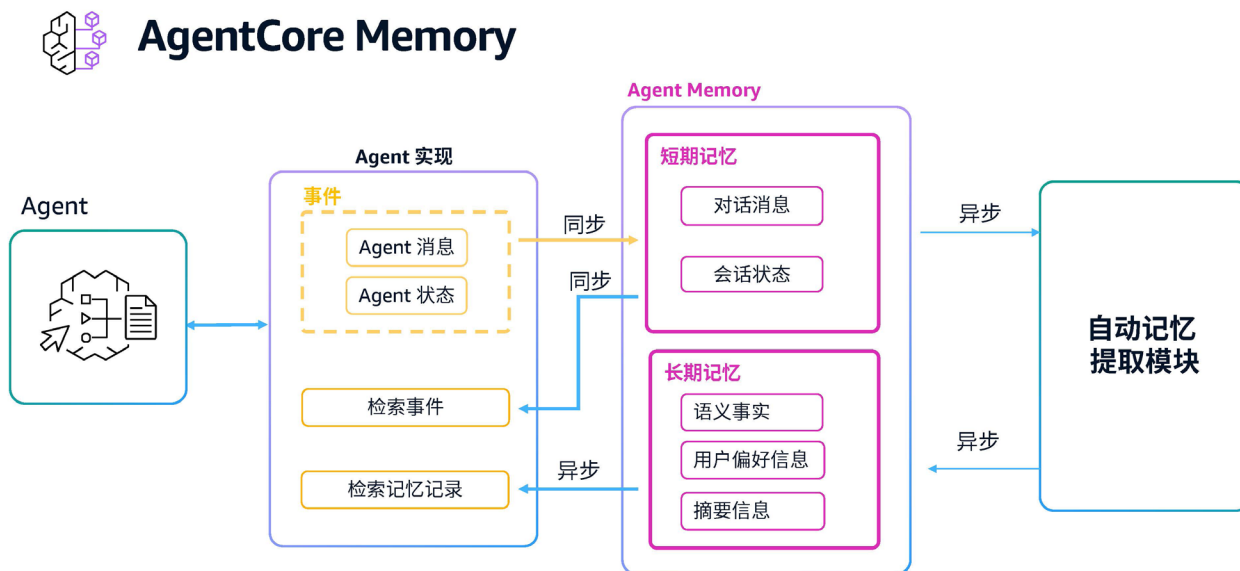 AgentCore Memory
Agent
Agent 实现
事件
Agent 消息
Agent 状态
检索事件
检索记忆记录
同步
同步
异步
Agent Memory
短期记忆
对话消息
会话状态
长期记忆
语义事实
用户偏好信息
摘要信息
异步
异步
自动记忆
提取模块